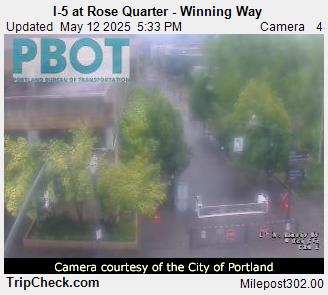 I-5 at Rose Quarter - Winning Way
Updated May 12 2025 5:33 PM Camera 4
PBOT
PORTLAND BUREAU OF TRANSPORTATION
Camera courtesy of the City of Portland
TripCheck.com Milepost302.00